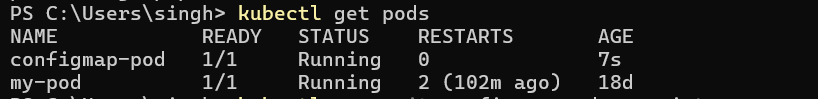 PS C:\Users\singh> kubectl get pods
NAME            READY   STATUS    RESTARTS       AGE
configmap-pod   1/1     Running   0              7s
my-pod          1/1     Running   2 (102m ago)   18d